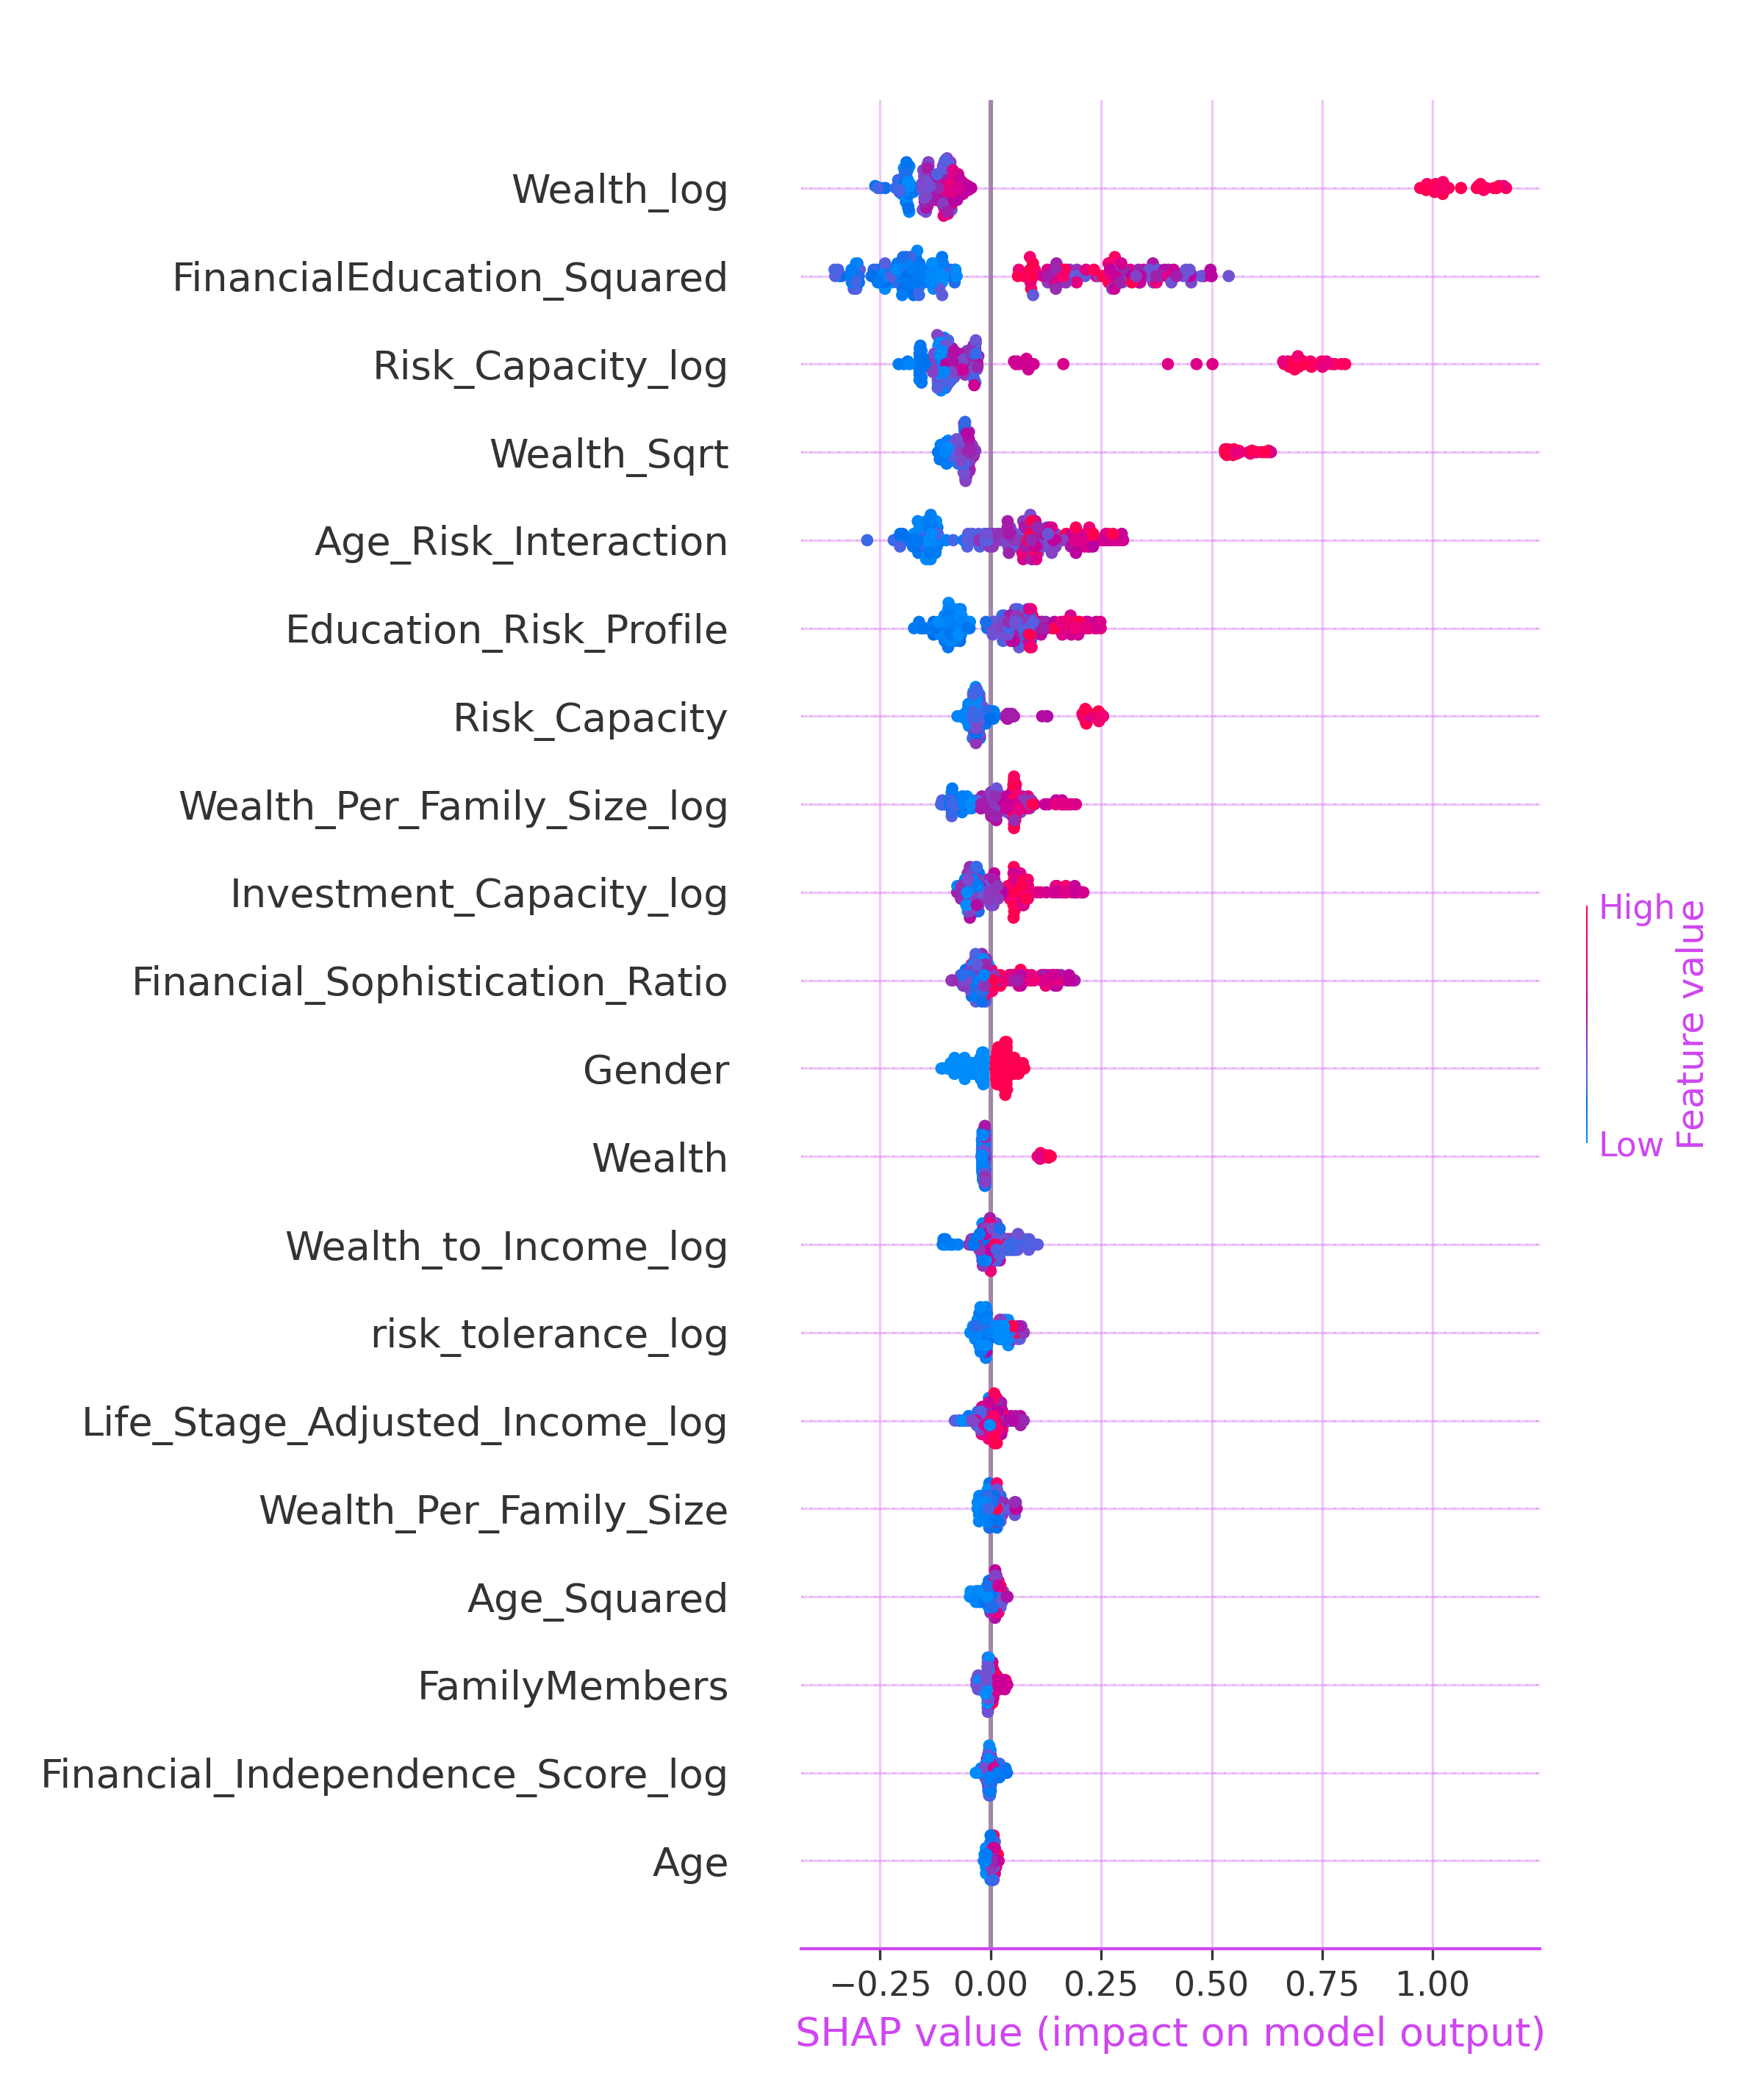 Wealth_log
FinancialEducation_Squared
Risk_Capacity_log
Wealth_Sqrt
Age_Risk_Interaction
Education_Risk_Profile
Risk_Capacity
Wealth_Per_Family_Size_log
Investment_Capacity_log
Financial_Sophistication_Ratio
Gender
Wealth
Wealth_to_Income_log
risk_tolerance_log
Life_Stage_Adjusted_Income_log
Wealth_Per_Family_Size
Age_Squared
FamilyMembers
Financial_Independence_Score_log
Age
−0.25 0.00 0.25 0.50 0.75 1.00
SHAP value (impact on model output)
High
Low
Feature value